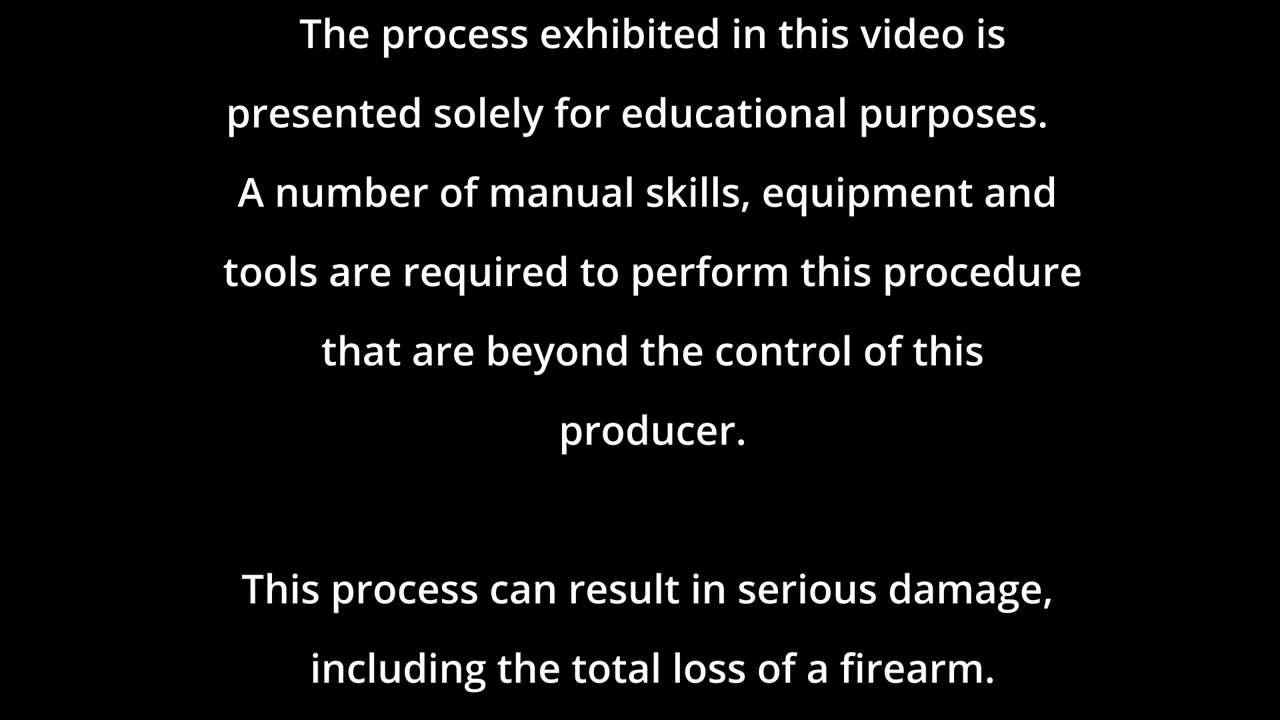 The process exhibited in this video is
presented solely for educational purposes.
A number of manual skills, equipment and
tools are required to perform this procedure
that are beyond the control of this
producer.
This process can result in serious damage,
including the total loss of a firearm.